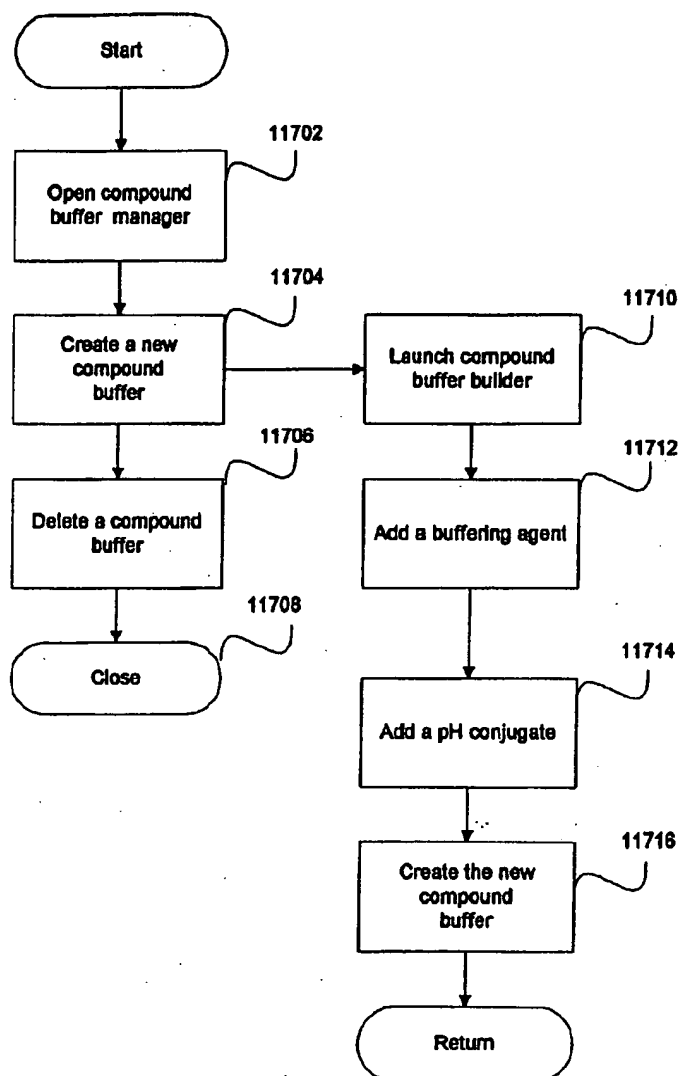 Start
11702
Open compound
buffer manager
11704
Create a new
compound
buffer
11706
Delete a compound
buffer
11708
Close
11710
Launch compound
buffer builder
11712
Add a buffering agent
11714
Add a pH conjugate
11716
Create the new
compound
buffer
Return